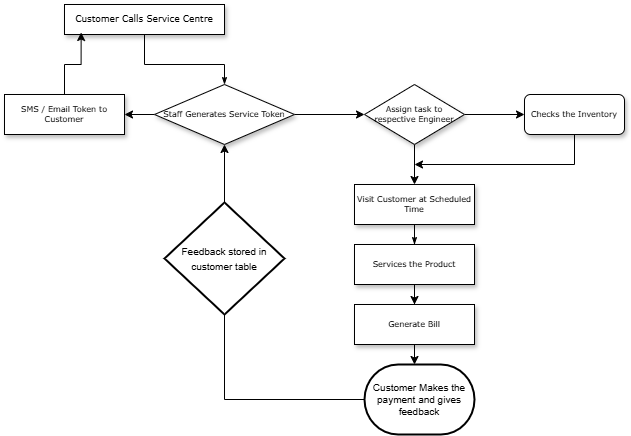 Customer Calls Service Centre
SMS / Email Token to
Customer
Staff Generates Service Token
Assign task to
respective Engineer
Checks the Inventory
Visit Customer at Scheduled
Time
Feedback stored in
customer table
Services the Product
Generate Bill
Customer Makes the
payment and gives
feedback